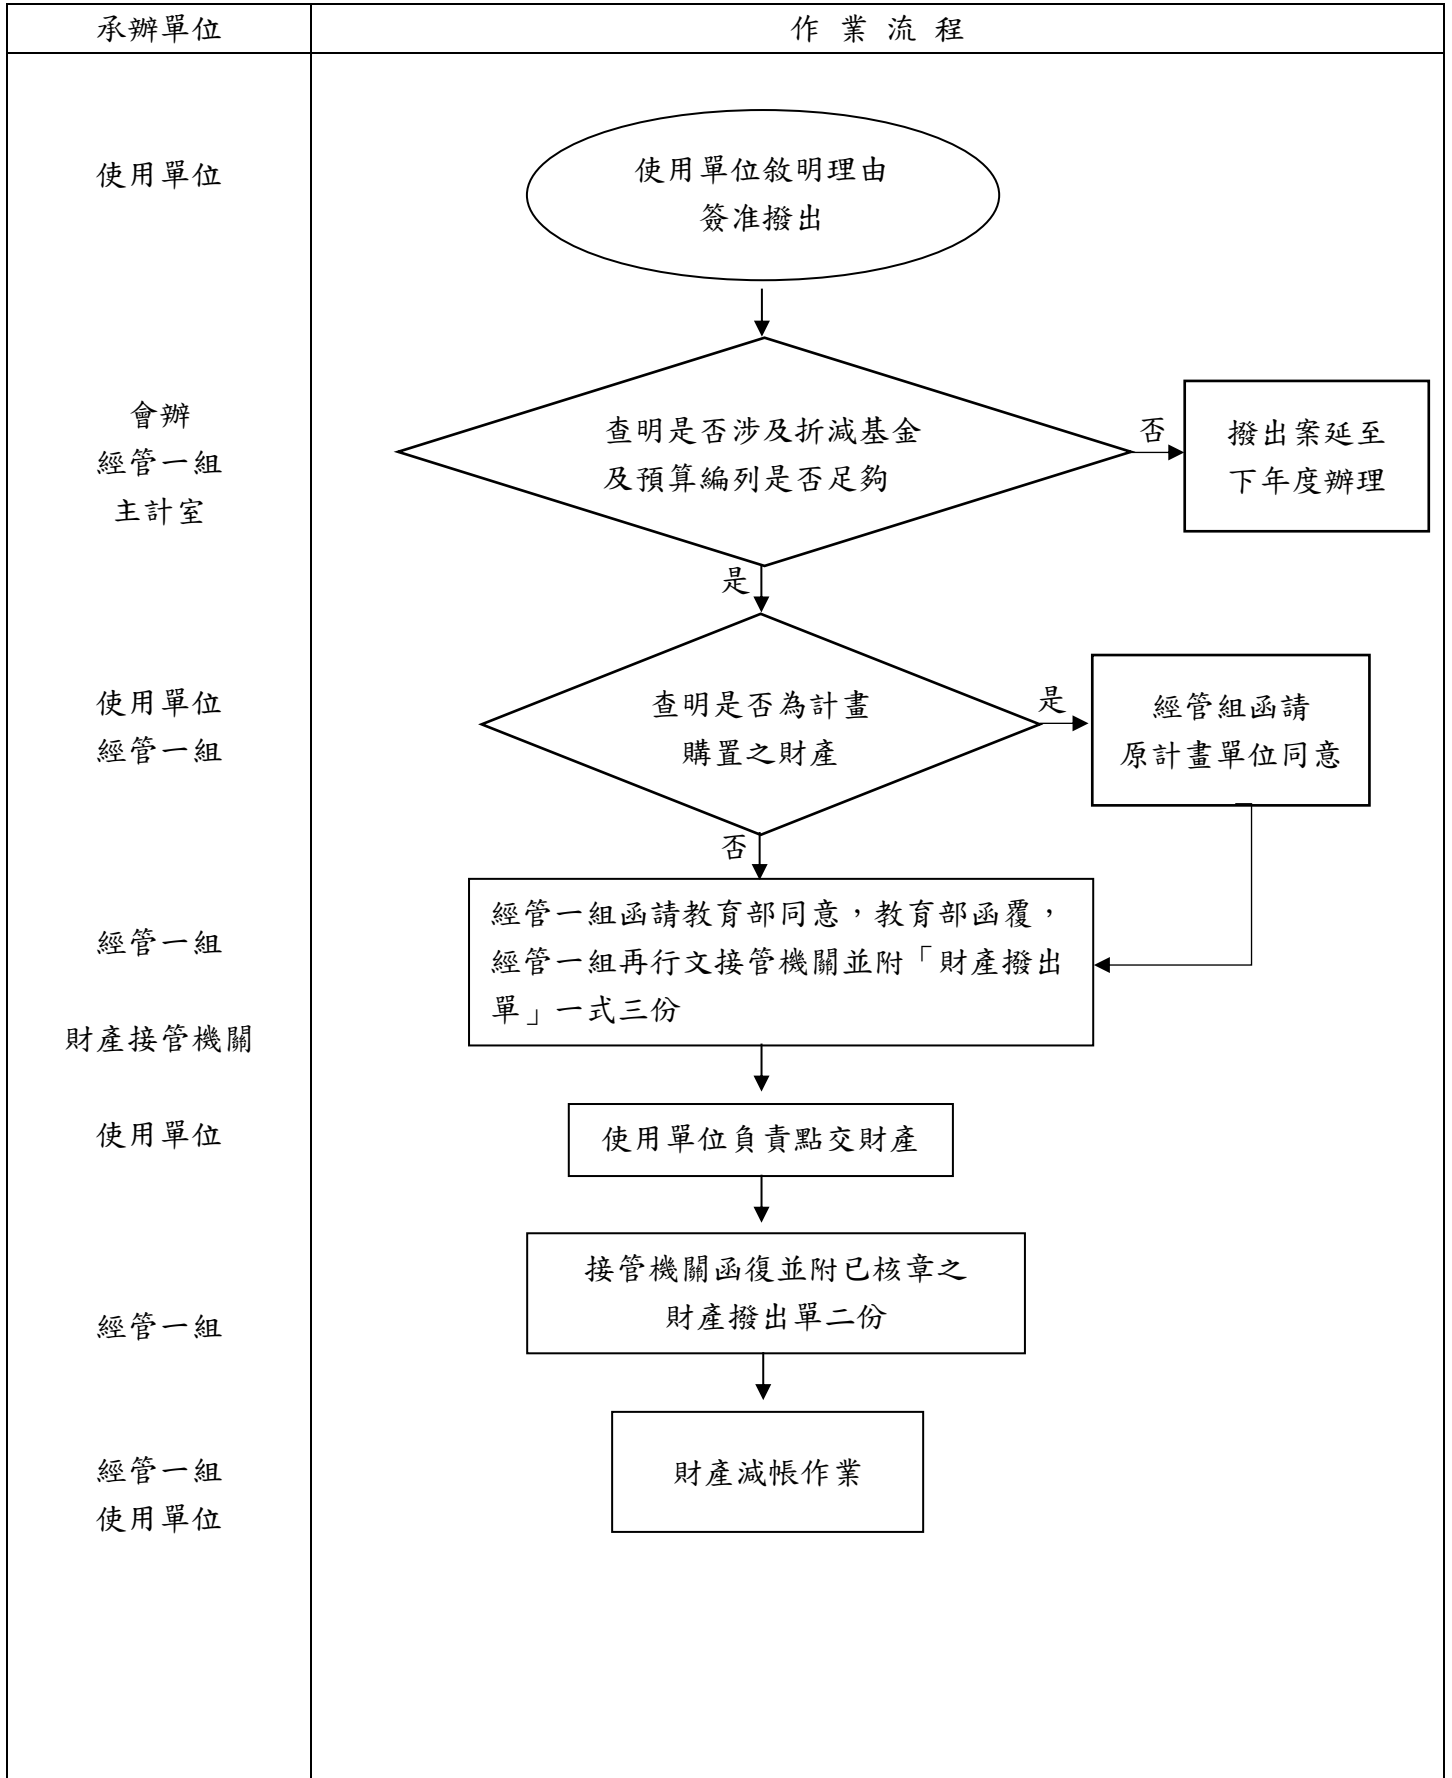 承辦單位
作業流程
使用單位
使用單位敘明理由
簽准撥出
會辦
經管一組
主計室
查明是否涉及折減基金
及預算編列是否足夠
否
撥出案延至
下年度辦理
是
使用單位
經管一組
查明是否為計畫
購置之財產
是
經管組函請
原計畫單位同意
否
經管一組
財產接管機關
經管一組函請教育部同意，教育部函覆，
經管一組再行文接管機關並附「財產撥出
單」一式三份
使用單位
使用單位負責點交財產
經管一組
接管機關函復並附已核章之
財產撥出單二份
經管一組
使用單位
財產減帳作業